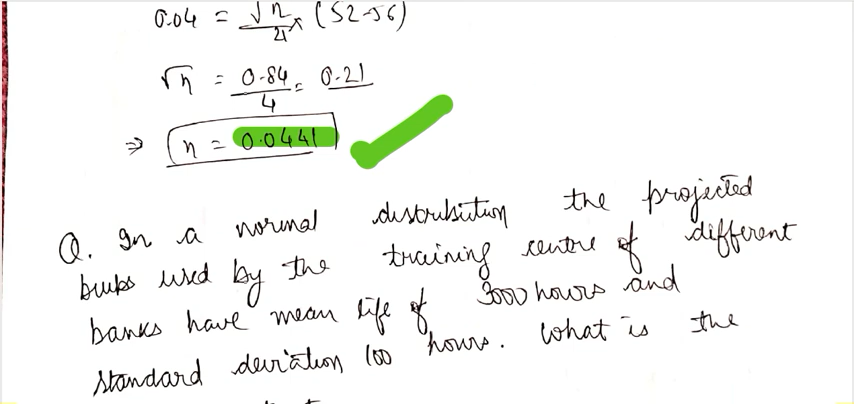 0.04 = √n/21 (52-56)
√n = 0.84/4 = 0.21
⇒ n = 0.0441
Q. In a normal distribution the projected
bulbs used by the training centre of different
banks have mean life of 3000 hours and
standard deviation 100 hours. What is the